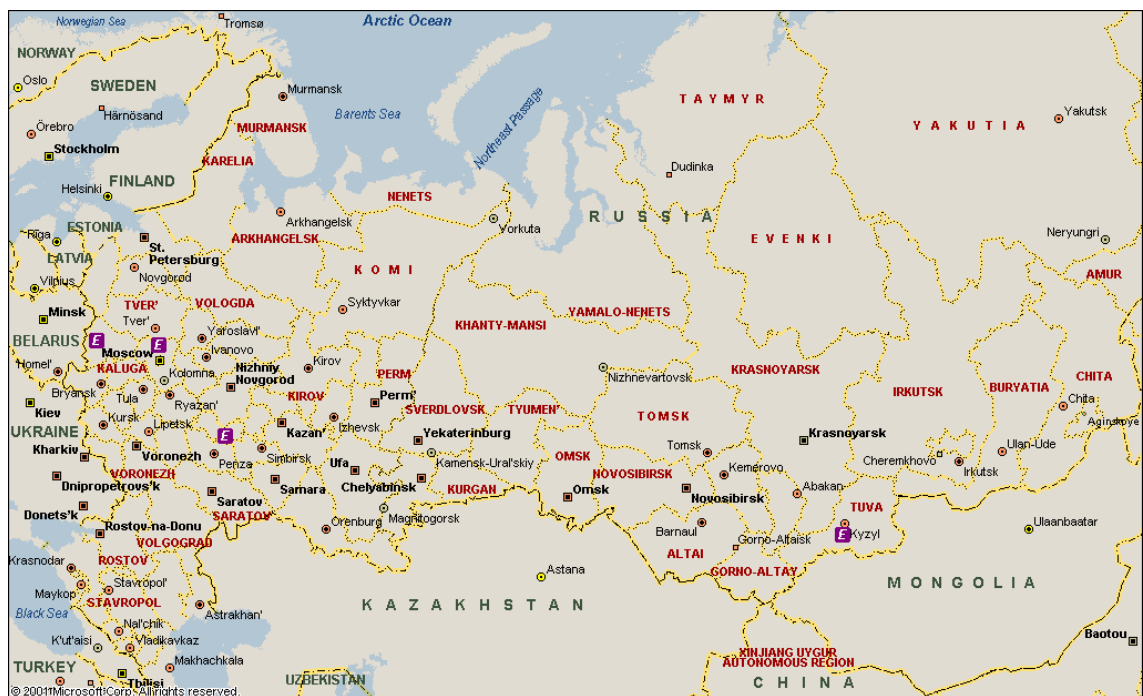 Norwegian Sea
Tromsø
Arctic Ocean
NORWAY
Oslo
SWEDEN
Härnösand
Örebro
Stockholm
Murmansk
Barents Sea
Northeast Passage
TAYMYR
YAKUTIA
Yakutsk
MURMANSK
KARELIA
Dudinka
Helsinki
FINLAND
NENETS
Arkhangelsk
Vorkuta
RUSSIA
ESTONIA
Rīga
ARKHANGELSK
EVENKI
Neryungri
LATVIA
St.
Petersburg
Novgorod
KOMI
AMUR
Vilnius
Minsk
TVER'
Tver'
VOLOGDA
Syktyvkar
YAMALO-NENETS
KHANTY-MANSI
BELARUS
E
E
Moscow
Yaroslavl'
Ivanovo
Homel'
KALUGA
Kolomna
Nizhniy
Novgorod
Kirov
PERM
Nizhnevartovsk
KRASNOYARSK
IRKUTSK
BURYATIA
CHITA
Bryansk
Tula
Ryazan'
KIROV
Perm'
SVERDLOVSK
TYUMEN'
TOMSK
Chita
Aginskoye
Kiev
Kursk
Lipetsk
Kazan'
Izhevsk
UKRAINE
E
Yekaterinburg
Krasnoyarsk
Kharkiv
Voronezh
Penza
Simbirsk
Ufa
Kamensk-Ural'skiy
OMSK
Tomsk
Cheremkhovo
Ulan-Ude
Irkutsk
VORONEZH
Dnipropetrovs'k
Samara
Chelyabinsk
KURGAN
NOVOSIBIRSK
Kemerovo
Omsk
Novosibirsk
Abakan
Saratov
SARATOV
Magnitogorsk
Donets'k
TUVA
Rostov-na-Donu
Orenburg
Barnaul
Kyzyl
E
Ulaanbaatar
VOLGOGRAD
Gorno-Altaisk
ROSTOV
ALTAI
GORNO-ALTAY
Krasnodar
Astana
MONGOLIA
Stavropol'
Maykop
STAVROPOL
Astrakhan'
KAZAKHSTAN
Black Sea
Nal'chik
K'ut'aisi
Vladikavkaz
Makhachkala
Baotou
XINJIANG UYGUR
AUTONOMOUS REGION
TURKEY
Tbilisi
UZBEKISTAN
CHINA
© 2001 Microsoft Corp. All rights reserved.